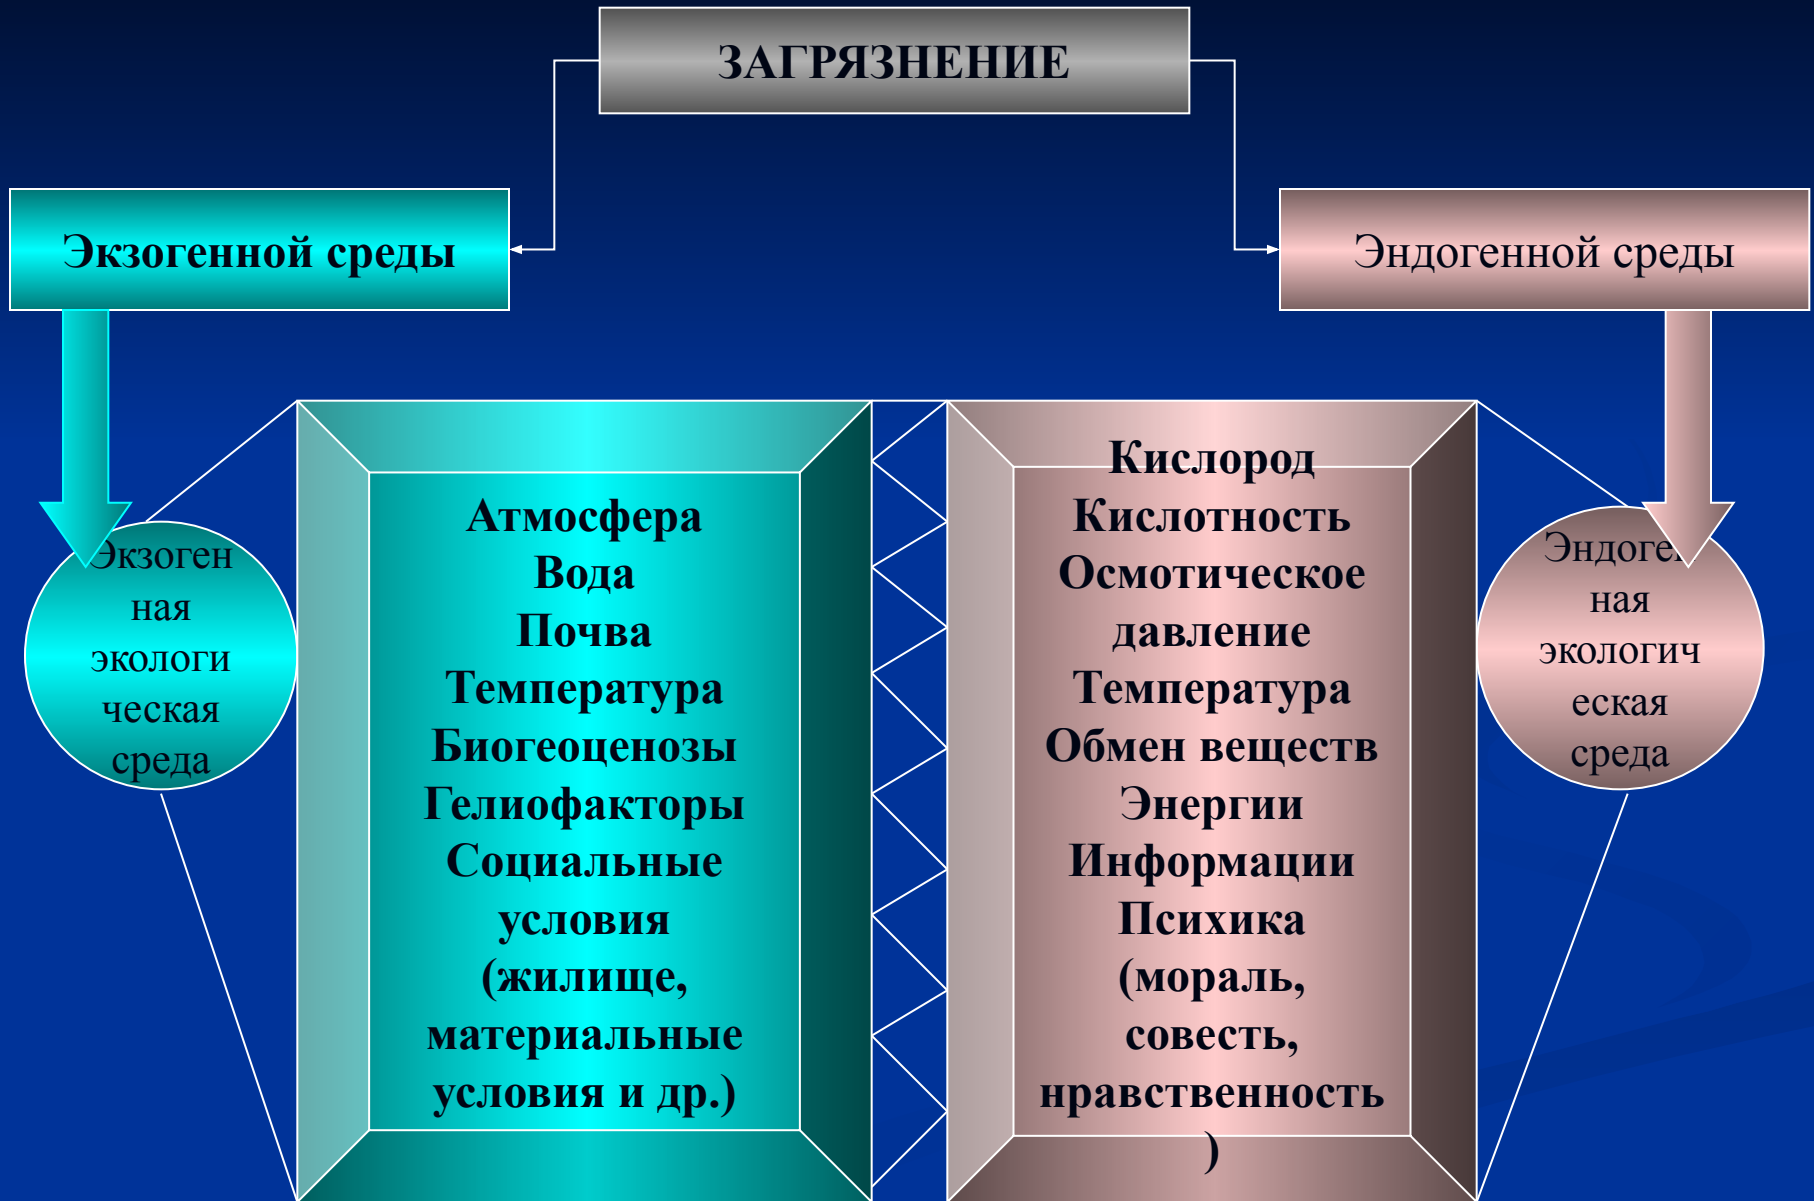 ЗАГРЯЗНЕНИЕ
Экзогенной среды
Эндогенной среды
Экзоген
ная
экологи
ческая
среда
Атмосфера
Вода
Почва
Температура
Биогеоценозы
Гелиофакторы
Социальные
условия
(жилище,
материальные
условия и др.)
Кислород
Кислотность
Осмотическое
давление
Температура
Обмен веществ
Энергии
Информации
Психика
(мораль,
совесть,
нравственность
)
Эндоген
ная
экологич
еская
среда